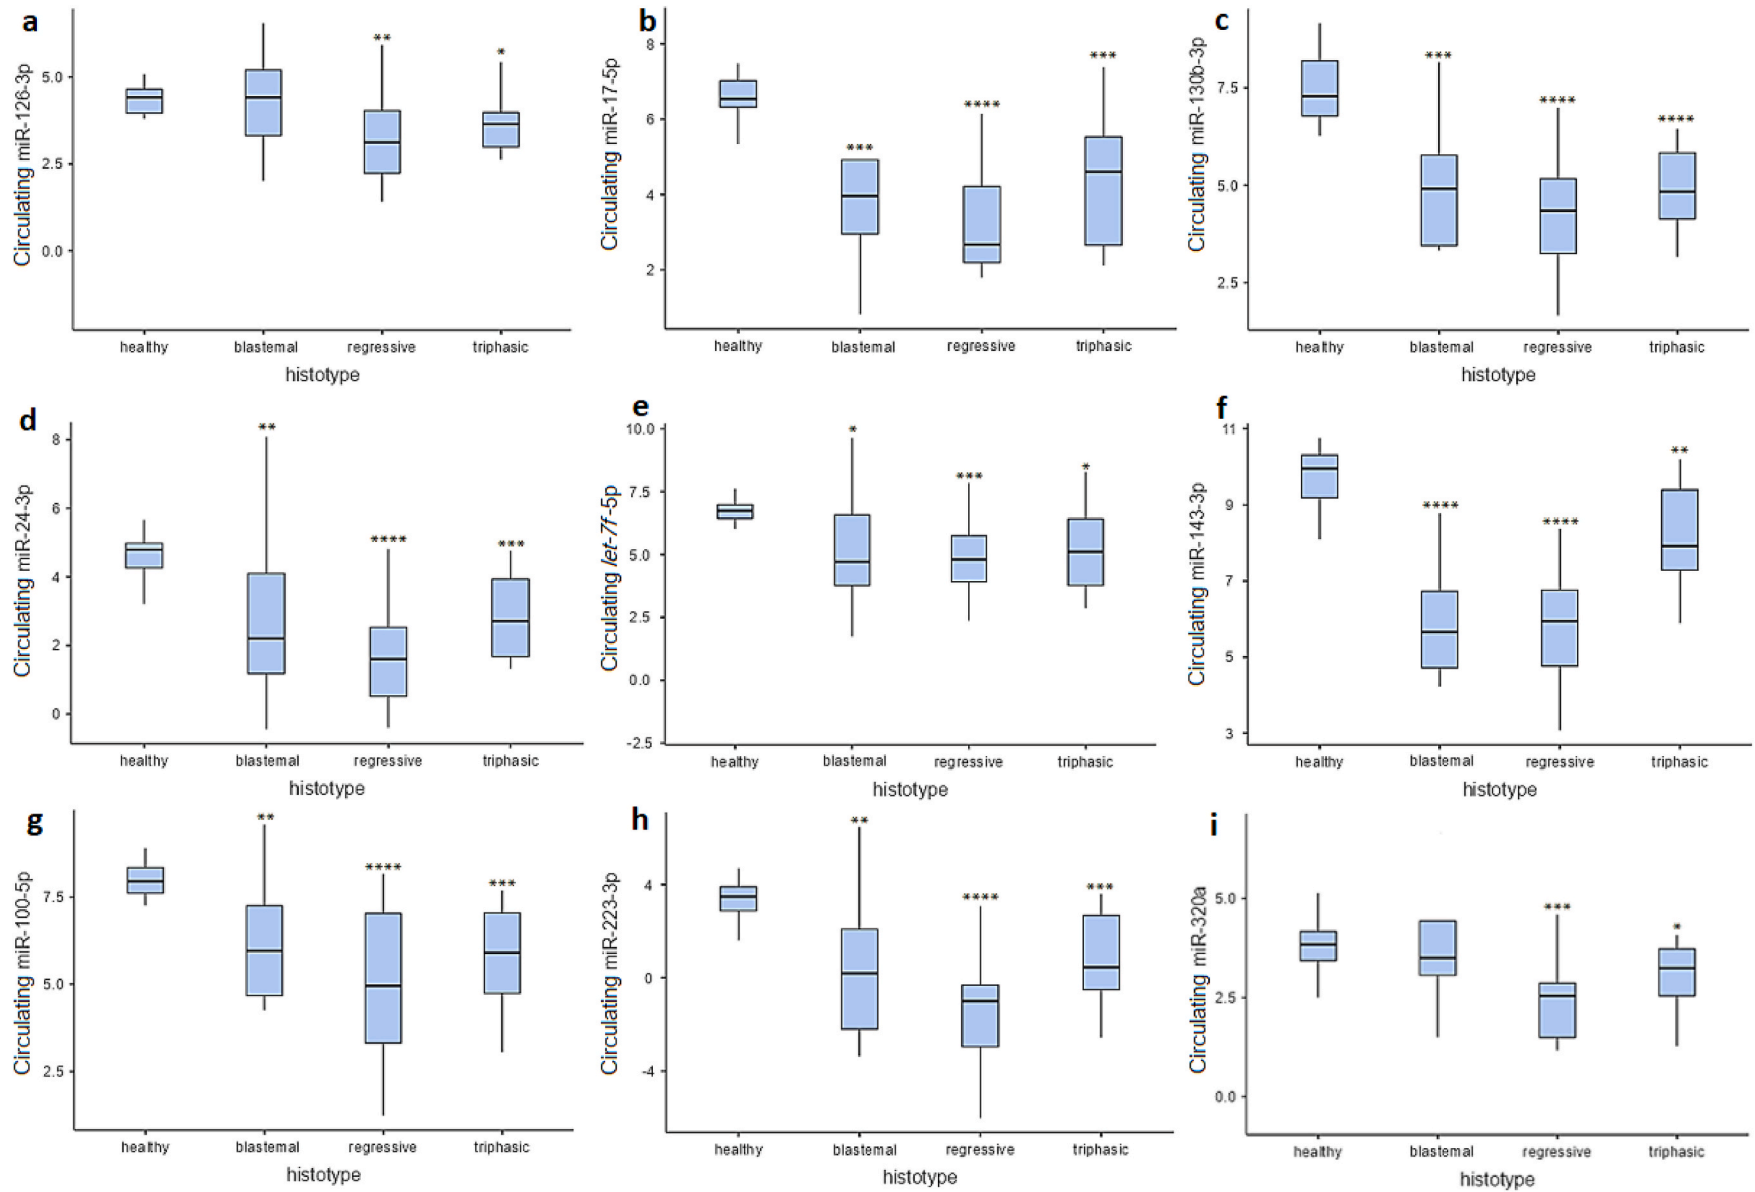 a
Circulating miR-126-3p
5.0
2.5
0.0
**
*
healthy blastemal regressive triphasic
histotype
b
Circulating miR-17-5p
8
6
4
2
***
****
***
healthy blastemal regressive triphasic
c
Circulating miR-130b-3p
7.5
5.0
2.5
***
****
****
healthy blastemal regressive triphasic
histotype
d
Circulating miR-24-3p
8
6
4
2
0
**
****
***
healthy blastemal regressive triphasic
histotype
e
Circulating let-7f-5p
10.0
7.5
5.0
2.5
0.0
-2.5
*
***
*
healthy blastemal regressive triphasic
histotype
f
Circulating miR-143-3p
11
9
7
5
3
****
****
**
healthy blastemal regressive triphasic
histotype
g
Circulating miR-100-5p
7.5
5.0
2.5
**
****
***
healthy blastemal regressive triphasic
histotype
h
Circulating miR-223-3p
4
0
-4
**
****
***
healthy blastemal regressive triphasic
histotype
i
Circulating miR-320a
5.0
2.5
0.0
***
*
healthy blastemal regressive triphasic
histotype